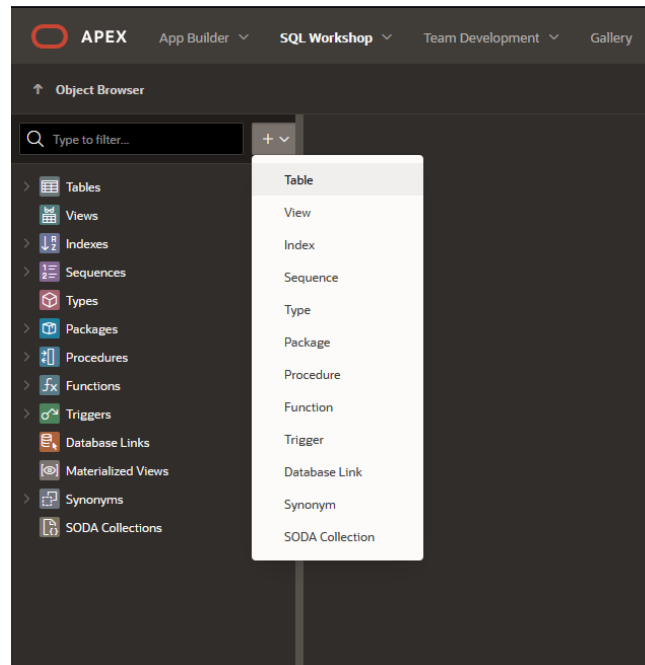 APEX App Builder SQL Workshop Team Development Gallery
Object Browser
Type to filter...
Tables
Views
Indexes
Sequences
Types
Packages
Procedures
Functions
Triggers
Database Links
Materialized Views
Synonyms
SODA Collections
Table
View
Index
Sequence
Type
Package
Procedure
Function
Trigger
Database Link
Synonym
SODA Collection